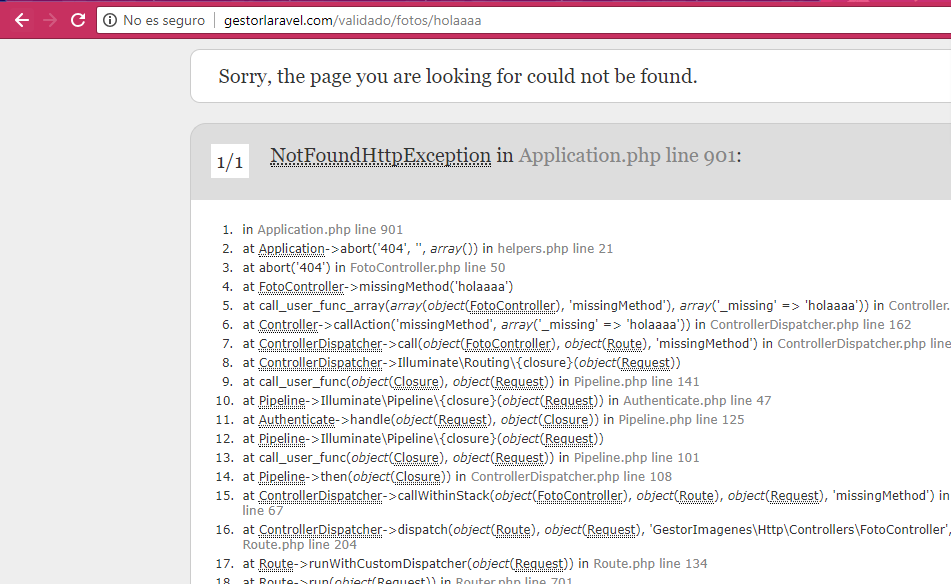 No es seguro | gestorlaravel.com/validado/fotos/holaaaa
Sorry, the page you are looking for could not be found.
1/1 NotFoundHttpException in Application.php line 901:
1. in Application.php line 901
2. at Application->abort('404', '', array()) in helpers.php line 21
3. at abort('404') in FotoController.php line 50
4. at FotoController->missingMethod('holaaaa')
5. at call_user_func_array(array(object(FotoController), 'missingMethod'), array('_missing' => 'holaaaa')) in Controller.
6. at Controller->callAction('missingMethod', array('_missing' => 'holaaaa')) in ControllerDispatcher.php line 162
7. at ControllerDispatcher->call(object(FotoController), object(Route), 'missingMethod') in ControllerDispatcher.php line
8. at ControllerDispatcher->Illuminate\Routing\{closure}(object(Request))
9. at call_user_func(object(Closure), object(Request)) in Pipeline.php line 141
10. at Pipeline->Illuminate\Pipeline\{closure}(object(Request)) in Authenticate.php line 47
11. at Authenticate->handle(object(Request), object(Closure)) in Pipeline.php line 125
12. at Pipeline->Illuminate\Pipeline\{closure}(object(Request))
13. at call_user_func(object(Closure), object(Request)) in Pipeline.php line 101
14. at Pipeline->then(object(Closure)) in ControllerDispatcher.php line 108
15. at ControllerDispatcher->callWithinStack(object(FotoController), object(Route), object(Request), 'missingMethod') in
line 67
16. at ControllerDispatcher->dispatch(object(Route), object(Request), 'GestorImagenes\Http\Controllers\FotoController',
Route.php line 204
17. at Route->runWithCustomDispatcher(object(Request)) in Route.php line 134
18. at Route->run(object(Request)) in Router.php line 701